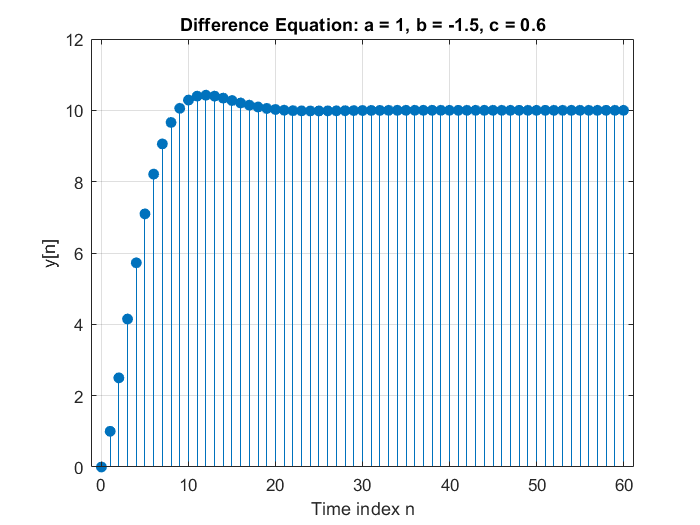 Difference Equation: a = 1, b = -1.5, c = 0.6
12
10
8
6
4
2
0
y[n]
0 10 20 30 40 50 60
Time index n